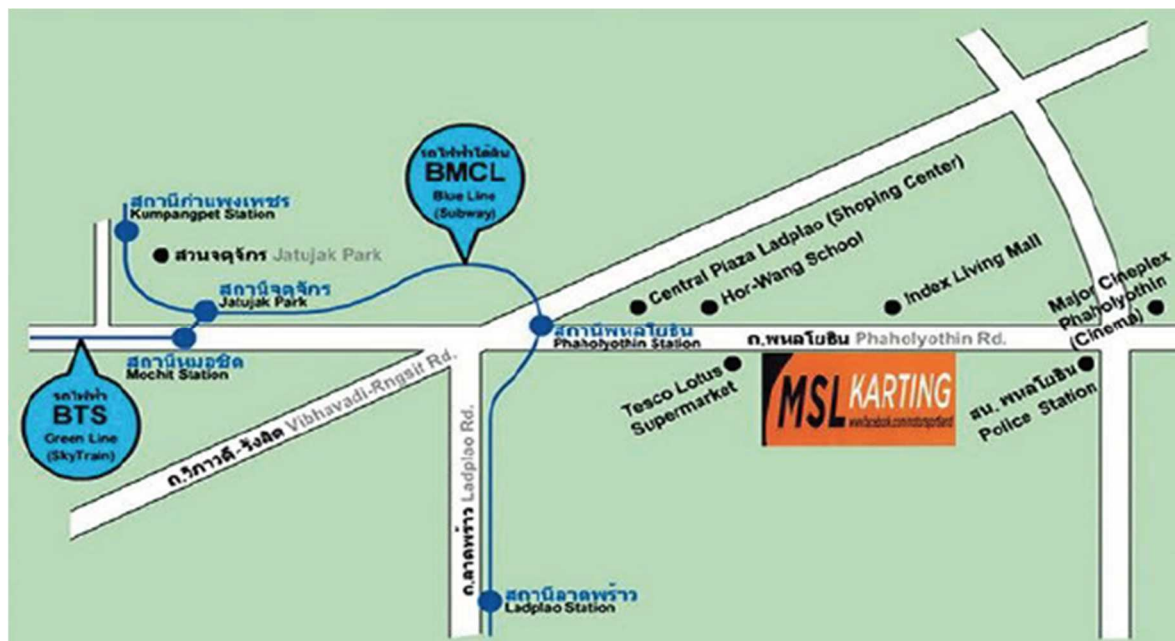 สถานีกำแพงเพชร
Kumpangpet Station
สวนจตุจักร Jatujak Park
สถานีจตุจักร
Jatujak Park
สถานีหมอชิต
Mochit Station
รถไฟฟ้า
BTS
Green Line
(SkyTrain)
รถไฟฟ้าใต้ดิน
BMCL
Blue Line
(Subway)
ถ.วิภาวดี-รังสิต Vibhavadi-Rngsit Rd.
ถ.ลาดพร้าว Ladplao Rd.
สถานีลาดพร้าว
Ladplao Station
สถานีพหลโยธิน
Phaholyothin Station
Central Plaza Ladplao (Shoping Center)
Hor-Wang School
Index Living Mall
Major Cineplex
Phaholyothin
(Cinema)
ถ.พหลโยธิน Phaholyothin Rd.
Tesco Lotus
Supermarket
MSL KARTING
สน. พหลโยธิน
Police Station